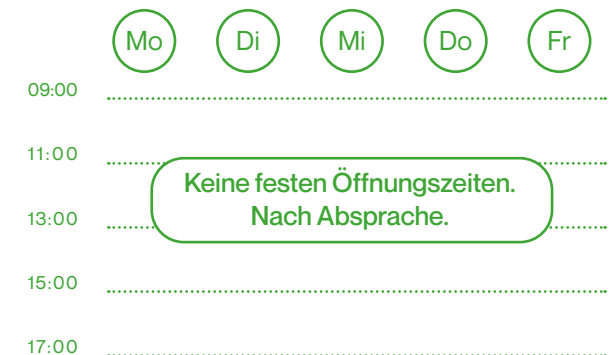 Mo Di Mi Do Fr
09:00
11:00
Keine festen Öffnungszeiten.
Nach Absprache.
13:00
15:00
17:00